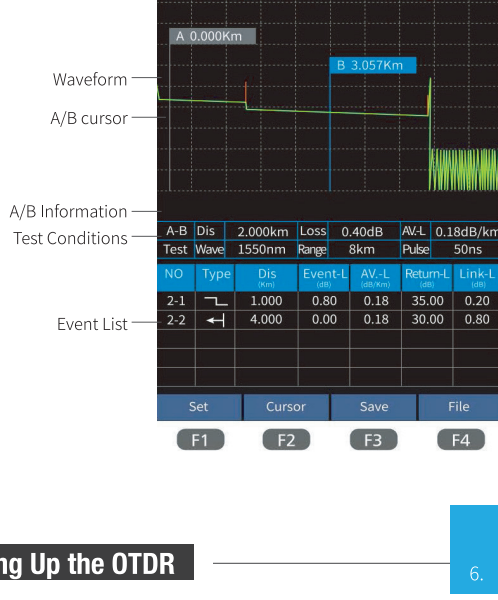 A 0.000Km
B 3.057Km
Waveform
A/B cursor
A/B Information
Test Conditions
A-B Dis 2.000km Loss 0.40dB AV.-L 0.18dB/km
Test Wave 1550nm Range 8km Pulse 50ns
NO Type Dis (Km) Event-L (dB) AV.-L (dB/Km) Return-L (dB) Link-L (dB)
2-1 1.000 0.80 0.18 35.00 0.20
Event List
2-2 4.000 0.00 0.18 30.00 0.80
Set Cursor Save File
F1 F2 F3 F4
ng Up the OTDR
6.